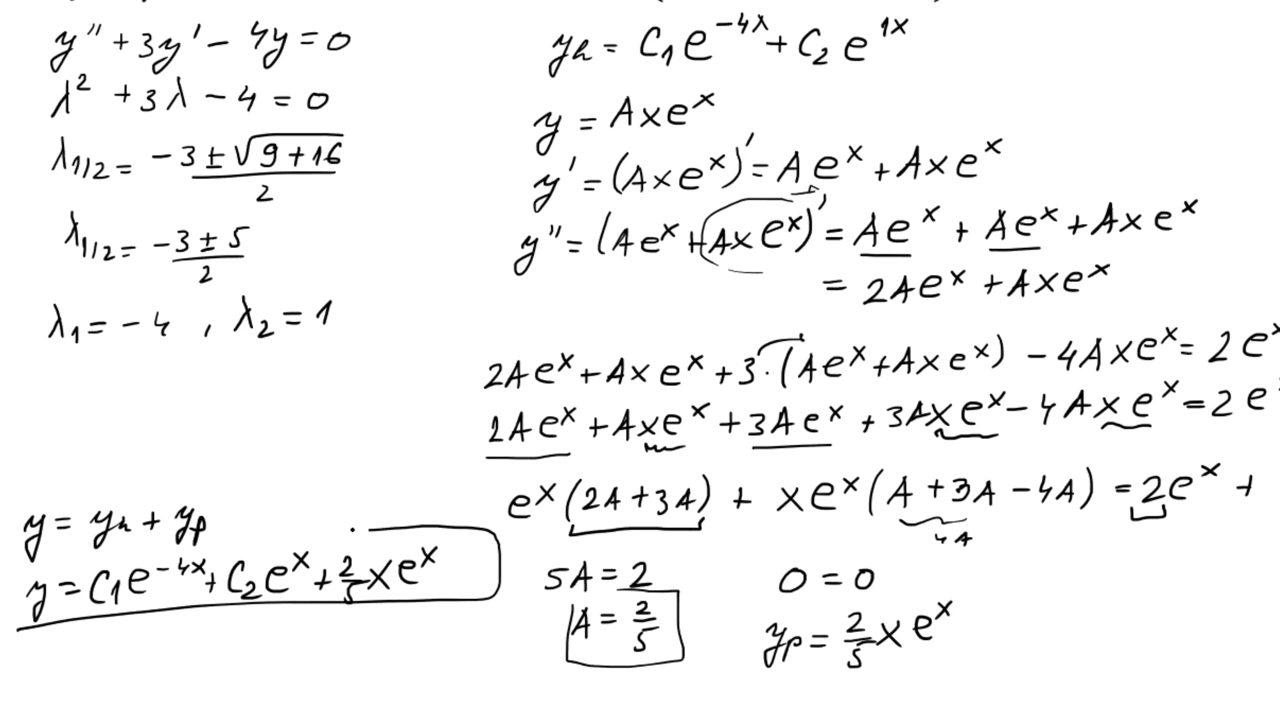 y'' + 3y' - 4y = 0
λ² + 3λ - 4 = 0
λ1/2 = (-3 ± √(9+16))/2
λ1/2 = (-3 ± 5)/2
λ₁ = -4 , λ₂ = 1
yh = C₁e^(-4x) + C₂e^(1x)
y = Axe^x
y' = (Axe^x)' = Ae^x + Axe^x
y'' = (Ae^x + Axe^x)' = Ae^x + Ae^x + Axe^x
= 2Ae^x + Axe^x
2Ae^x + Axe^x + 3·(Ae^x + Axe^x) - 4Axe^x = 2e^x
2Ae^x + Axe^x + 3Ae^x + 3Axe^x - 4Axe^x = 2e
e^x(2A + 3A) + xe^x(A + 3A - 4A) = 2e^x +
4A
5A = 2
0 = 0
A = 2/5
yp = 2/5 xe^x
y = yh + yp
y = C₁e^(-4x) + C₂e^x + 2/5 xe^x